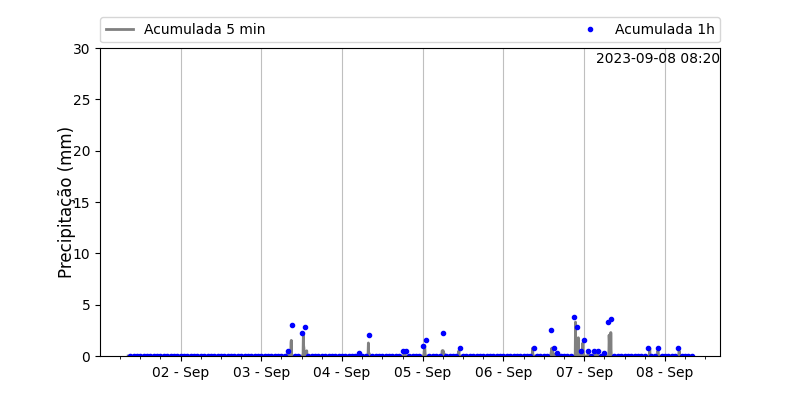 Acumulada 5 min
Acumulada 1h
2023-09-08 08:20
Precipitação (mm)
30
25
20
15
10
5
0
02 - Sep
03 - Sep
04 - Sep
05 - Sep
06 - Sep
07 - Sep
08 - Sep